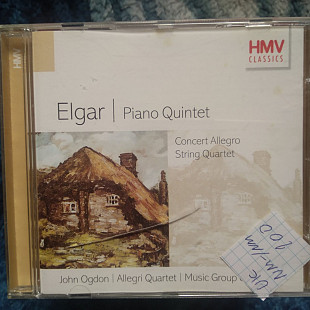 HMV
HMV
CLASSICS
Elgar | Piano Quintet
Concert Allegro
String Quartet
UK
NM/NM
100
John Ogdon | Allegri Quartet | Music Group